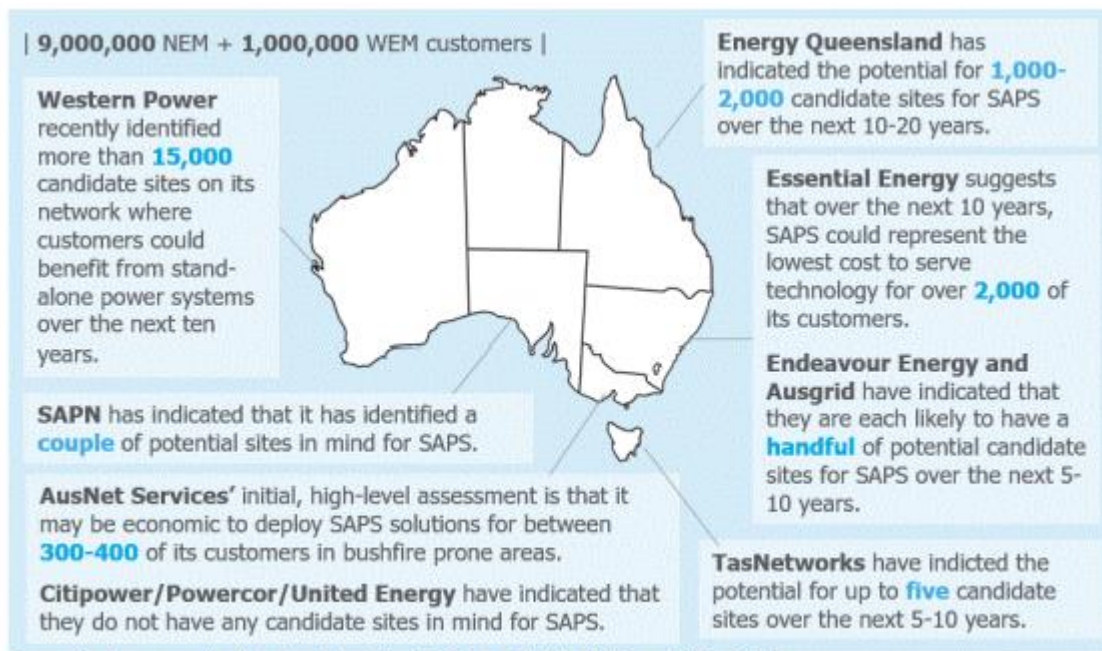 | 9,000,000 NEM + 1,000,000 WEM customers |
Western Power
recently identified
more than 15,000
candidate sites on its
network where
customers could
benefit from stand-
alone power systems
over the next ten
years.
SAPN has indicated that it has identified a
couple of potential sites in mind for SAPS.
AusNet Services' initial, high-level assessment is that it
may be economic to deploy SAPS solutions for between
300-400 of its customers in bushfire prone areas.
Citipower/Powercor/United Energy have indicated that
they do not have any candidate sites in mind for SAPS.
Energy Queensland has
indicated the potential for 1,000-
2,000 candidate sites for SAPS
over the next 10-20 years.
Essential Energy suggests
that over the next 10 years,
SAPS could represent the
lowest cost to serve
technology for over 2,000 of
its customers.
Endeavour Energy and
Ausgrid have indicated that
they are each likely to have a
handful of potential candidate
sites for SAPS over the next 5-
10 years.
TasNetworks have indicted the
potential for up to five candidate
sites over the next 5-10 years.